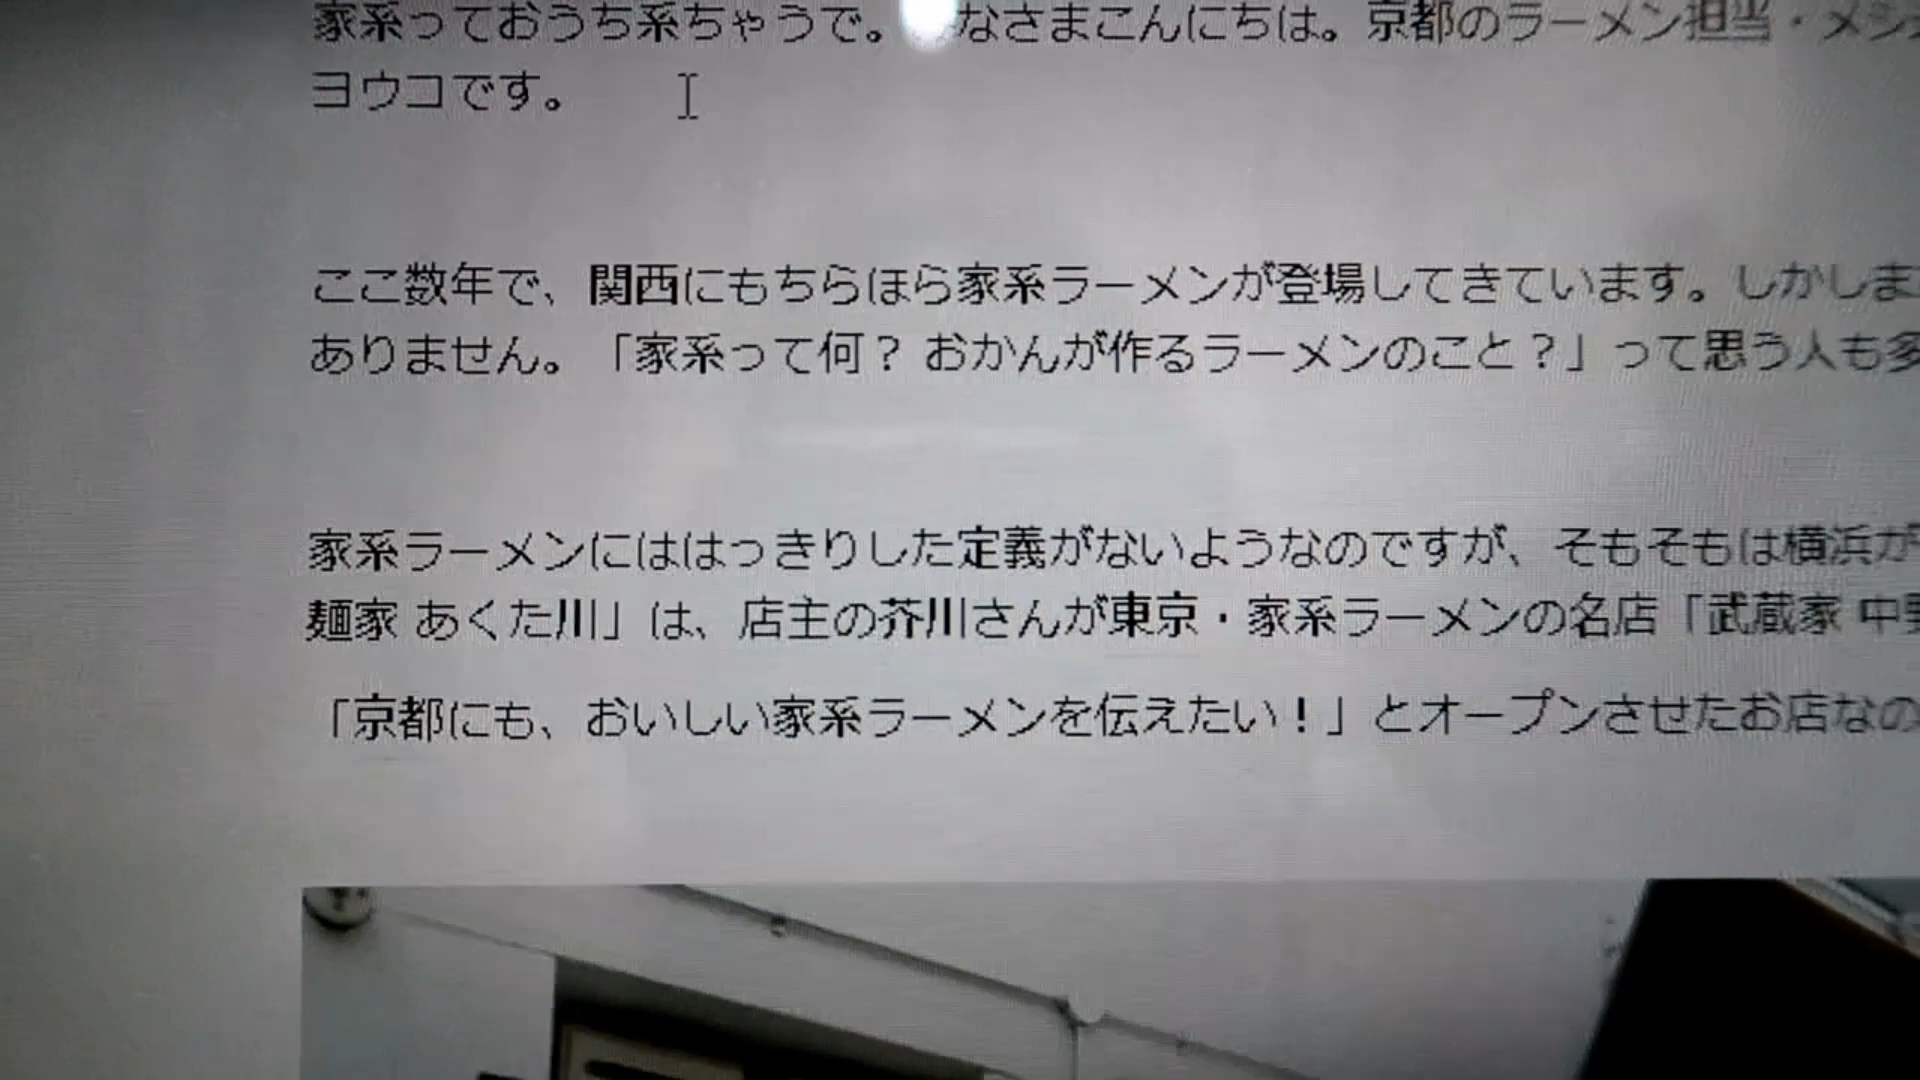 家系っておうち系ちゃうで。 なさまこんにちは。京都のラーメン担当・メシ
ヨウコです。
ここ数年で、関西にもちらほら家系ラーメンが登場してきています。しかしま
ありません。「家系って何？ おかんが作るラーメンのこと？」って思う人も多
家系ラーメンにははっきりした定義がないようなのですが、そもそもは横浜が
麺家 あくた川」は、店主の芥川さんが東京・家系ラーメンの名店「武蔵家 中野
「京都にも、おいしい家系ラーメンを伝えたい！」とオープンさせたお店なの